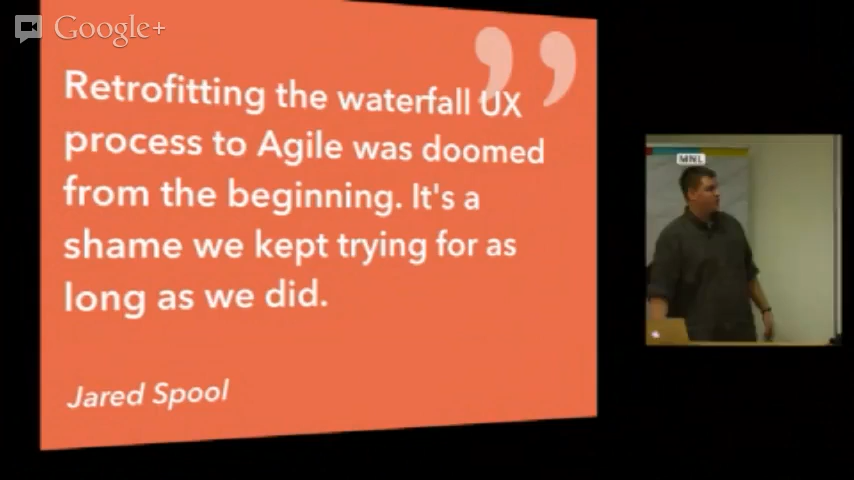 Google+
Retrofitting the waterfall UX
process to Agile was doomed
from the beginning. It's a
shame we kept trying for as
long as we did.
Jared Spool
MNL